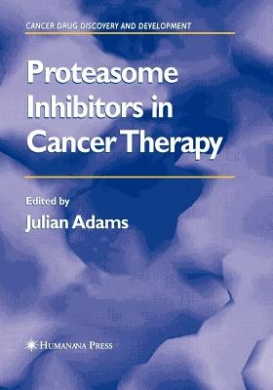 CANCER DRUG DISCOVERY AND DEVELOPMENT
Proteasome
Inhibitors in
Cancer Therapy
Edited by
Julian Adams
HUMANA PRESS